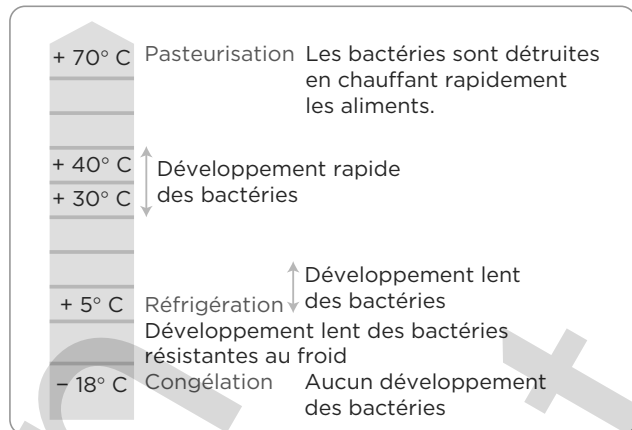 + 70° C Pasteurisation Les bactéries sont détruites
en chauffant rapidement
les aliments.
+ 40° C Développement rapide
+ 30° C des bactéries
Développement lent
+ 5° C Réfrigération des bactéries
Développement lent des bactéries
résistantes au froid
− 18° C Congélation Aucun développement
des bactéries